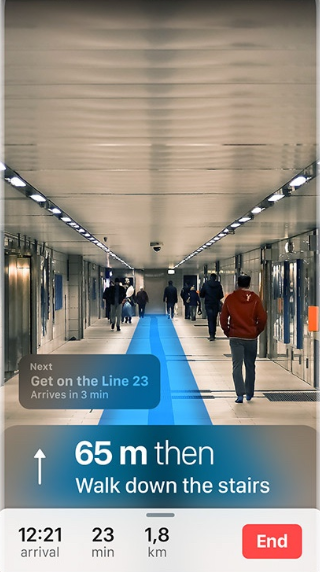 Next
Get on the Line 23
Arrives in 3 min
65 m then
Walk down the stairs
12:21
23
1,8
arrival
min
km
End